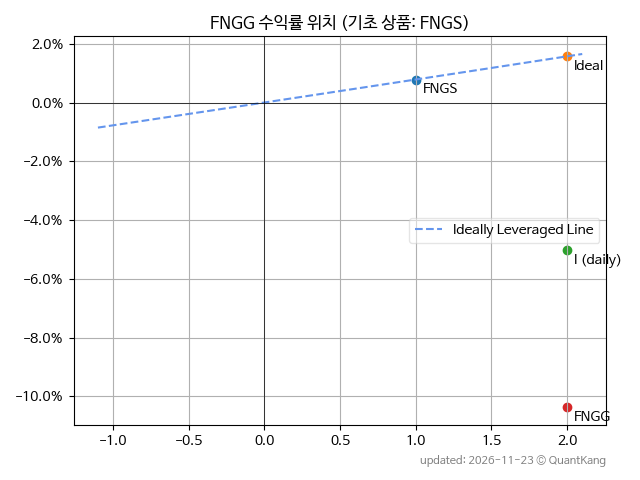 FNGG 수익률 위치 (기초 상품: FNGS)
2.0%
0.0%
−2.0%
−4.0%
−6.0%
−8.0%
−10.0%
Ideal
FNGS
Ideally Leveraged Line
I (daily)
FNGG
−1.0 −0.5 0.0 0.5 1.0 1.5 2.0
updated: 2026-11-23 © QuantKang